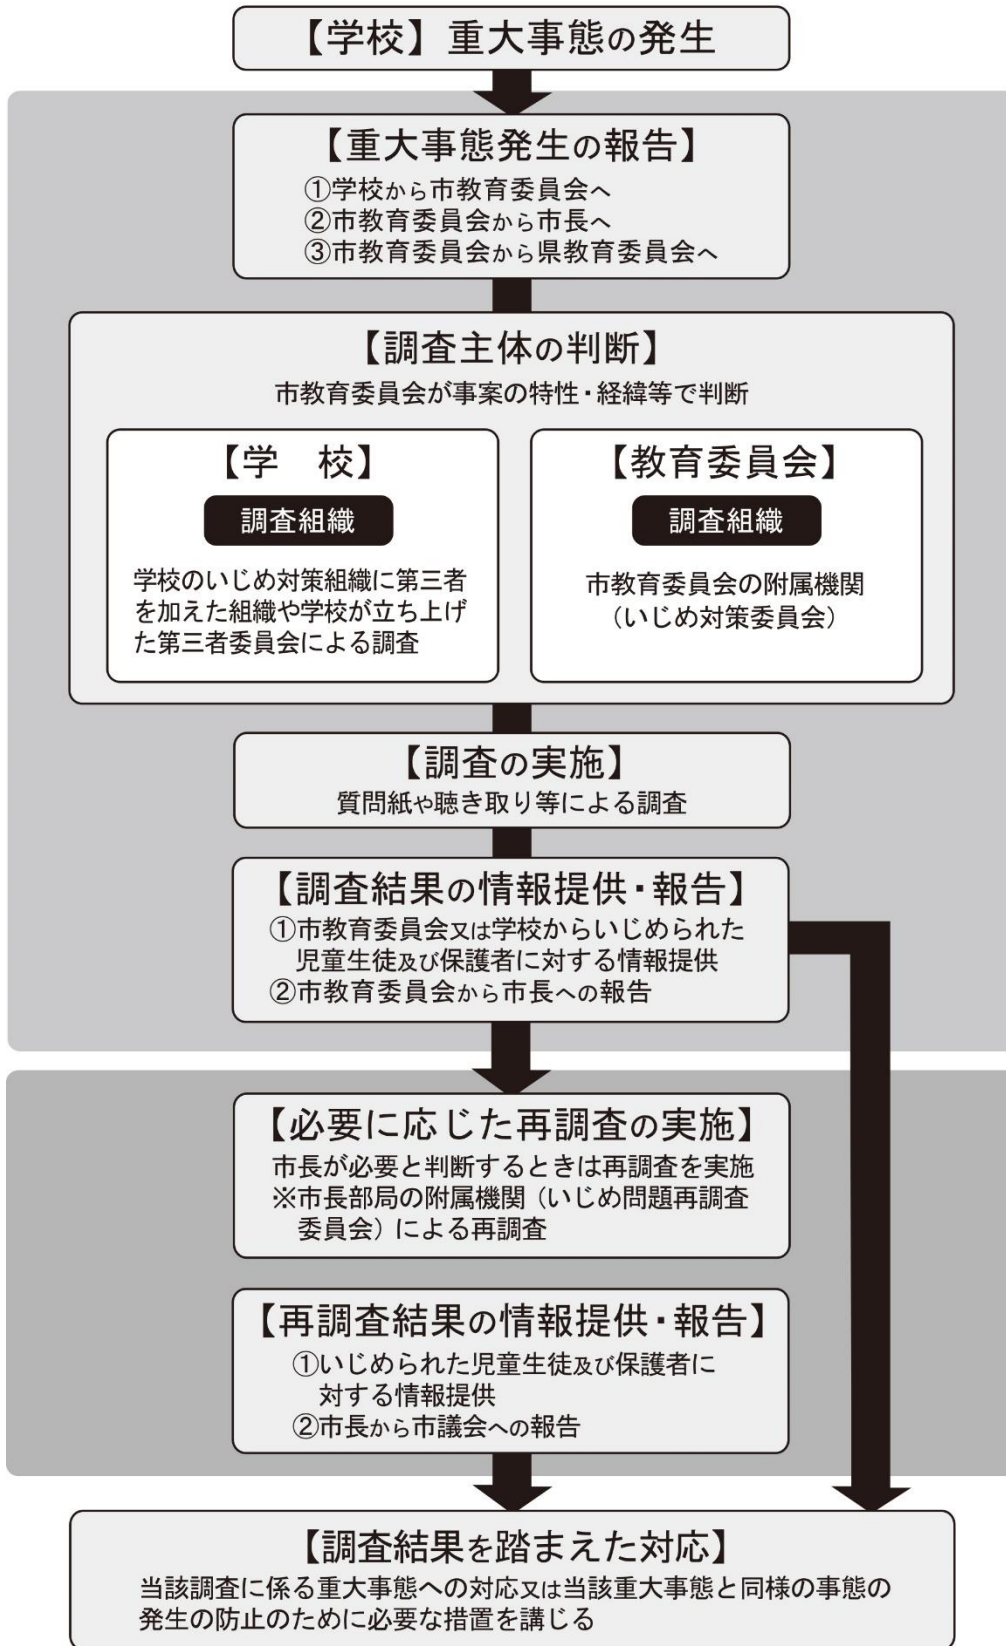 【学校】重大事態の発生
【重大事態発生の報告】
①学校から市教育委員会へ
②市教育委員会から市長へ
③市教育委員会から県教育委員会へ
【調査主体の判断】
市教育委員会が事案の特性・経緯等で判断
【学　校】
調査組織
学校のいじめ対策組織に第三者
を加えた組織や学校が立ち上げ
た第三者委員会による調査
【教育委員会】
調査組織
市教育委員会の附属機関
（いじめ対策委員会）
【調査の実施】
質問紙や聴き取り等による調査
【調査結果の情報提供・報告】
①市教育委員会又は学校からいじめられた
児童生徒及び保護者に対する情報提供
②市教育委員会から市長への報告
【必要に応じた再調査の実施】
市長が必要と判断するときは再調査を実施
※市長部局の附属機関（いじめ問題再調査
委員会）による再調査
【再調査結果の情報提供・報告】
①いじめられた児童生徒及び保護者に
対する情報提供
②市長から市議会への報告
【調査結果を踏まえた対応】
当該調査に係る重大事態への対応又は当該重大事態と同様の事態の
発生の防止のために必要な措置を講じる